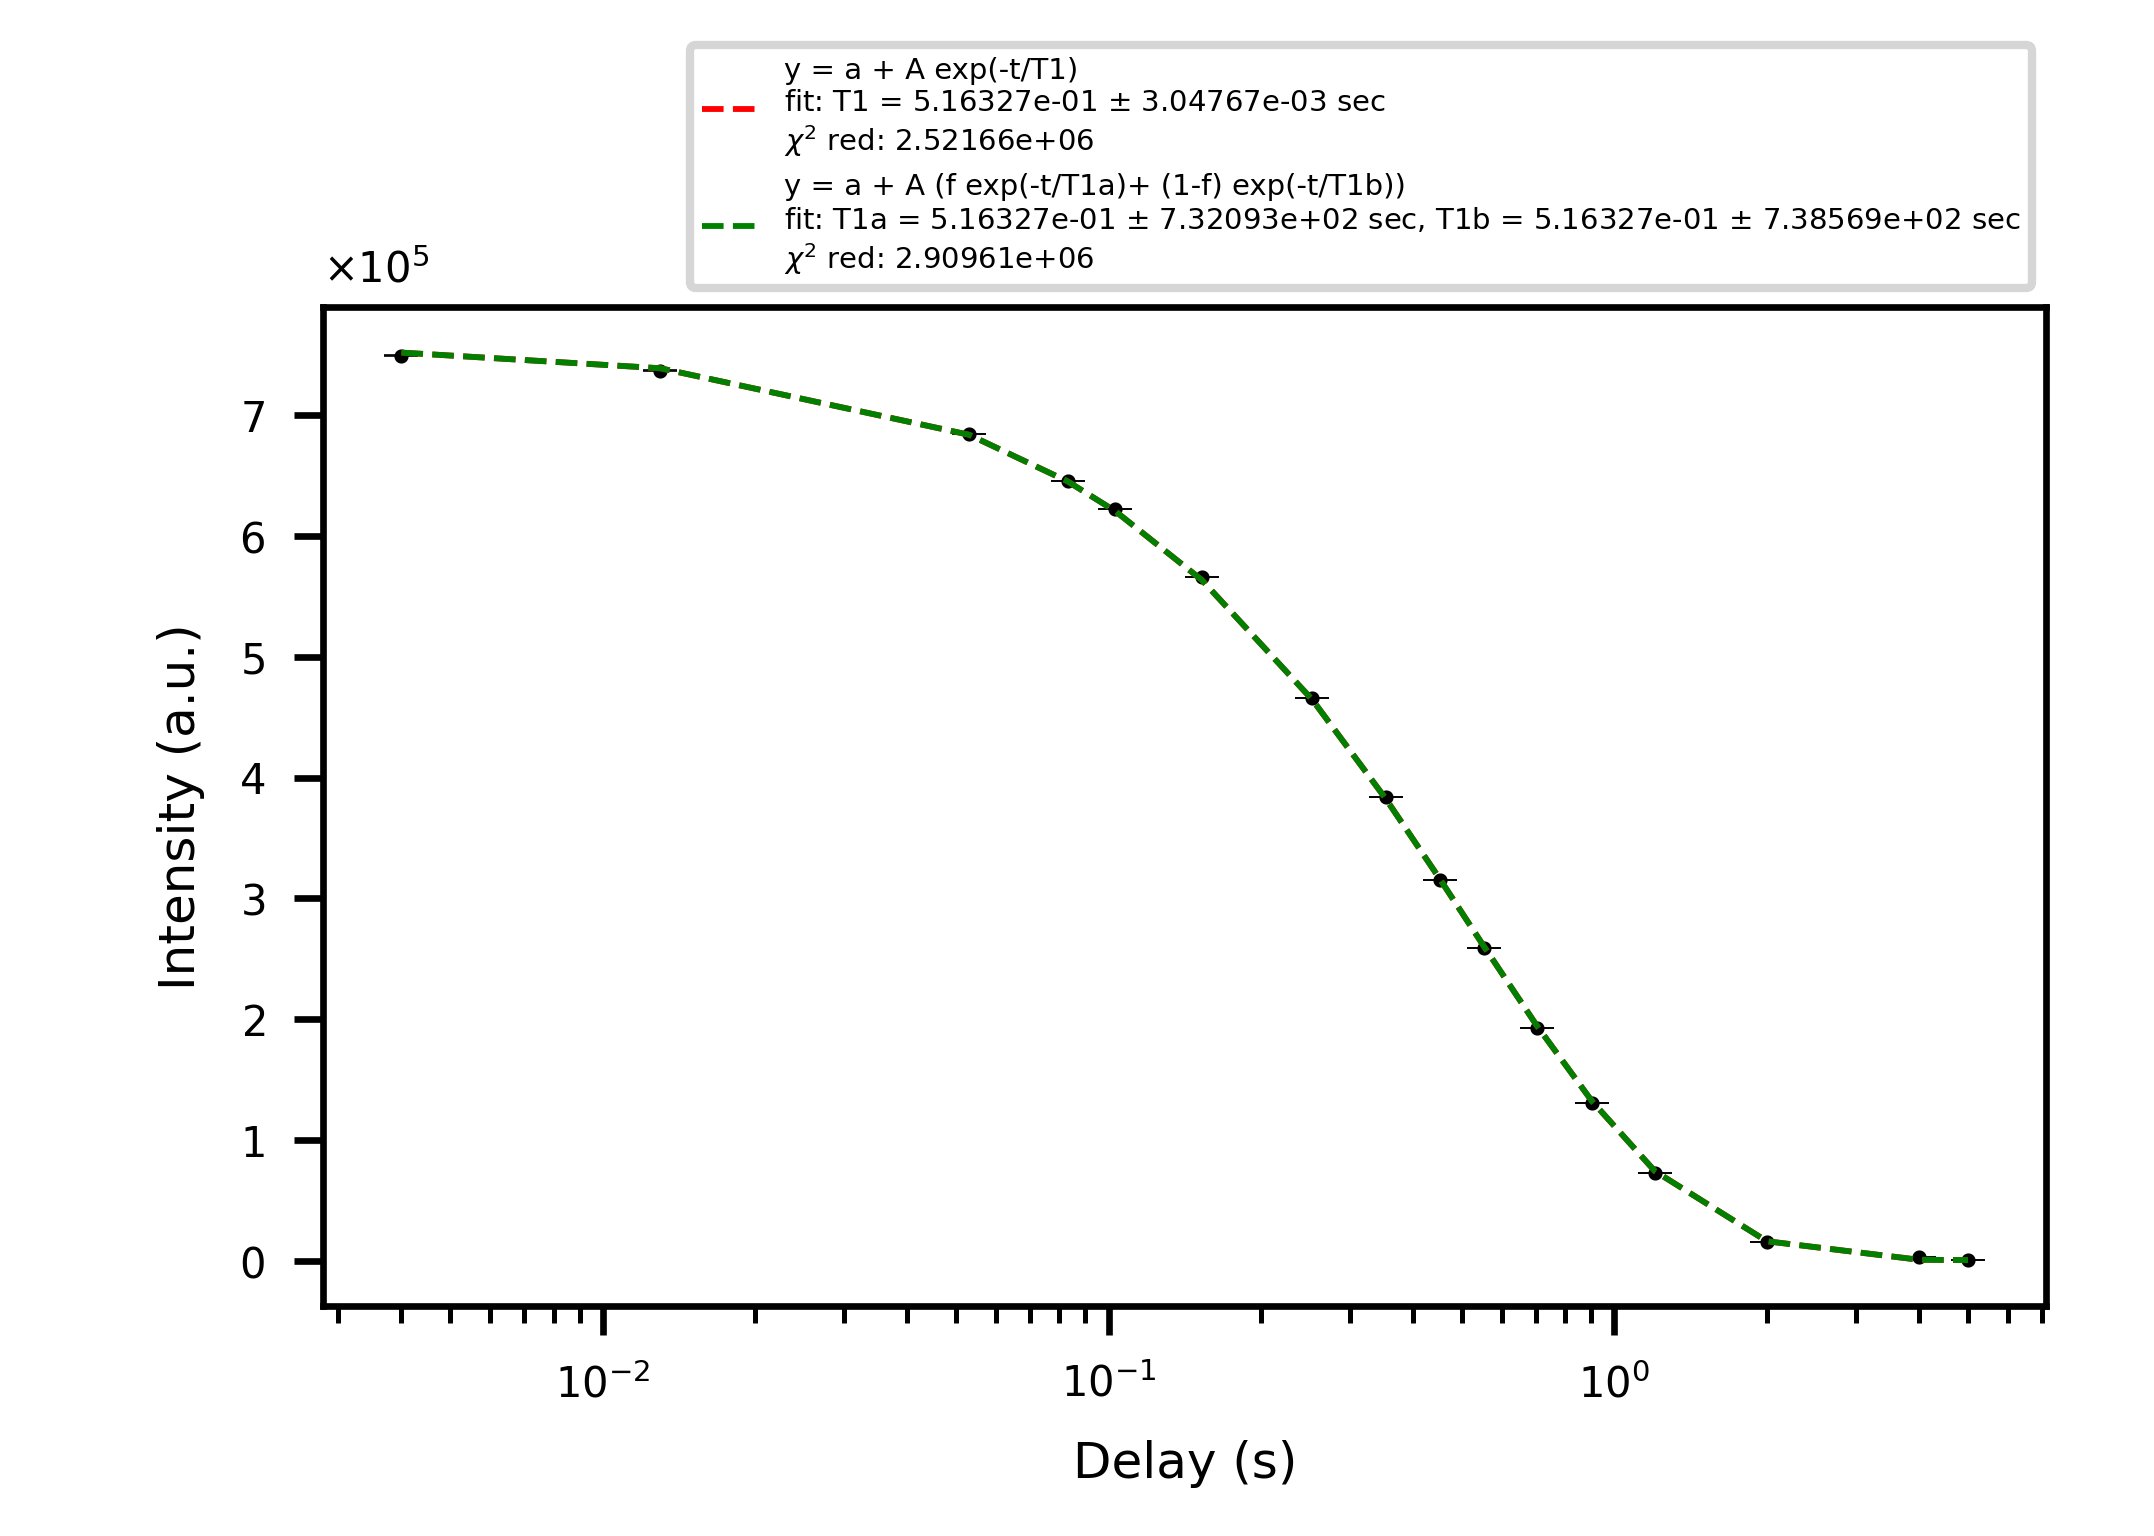 y = a + A exp(-t/T1)
fit: T1 = 5.16327e-01 ± 3.04767e-03 sec
χ² red: 2.52166e+06
y = a + A (f exp(-t/T1a)+ (1-f) exp(-t/T1b))
fit: T1a = 5.16327e-01 ± 7.32093e+02 sec, T1b = 5.16327e-01 ± 7.38569e+02 sec
χ² red: 2.90961e+06
×10⁵
7
6
5
4
3
2
1
0
Intensity (a.u.)
10⁻² 10⁻¹ 10⁰
Delay (s)